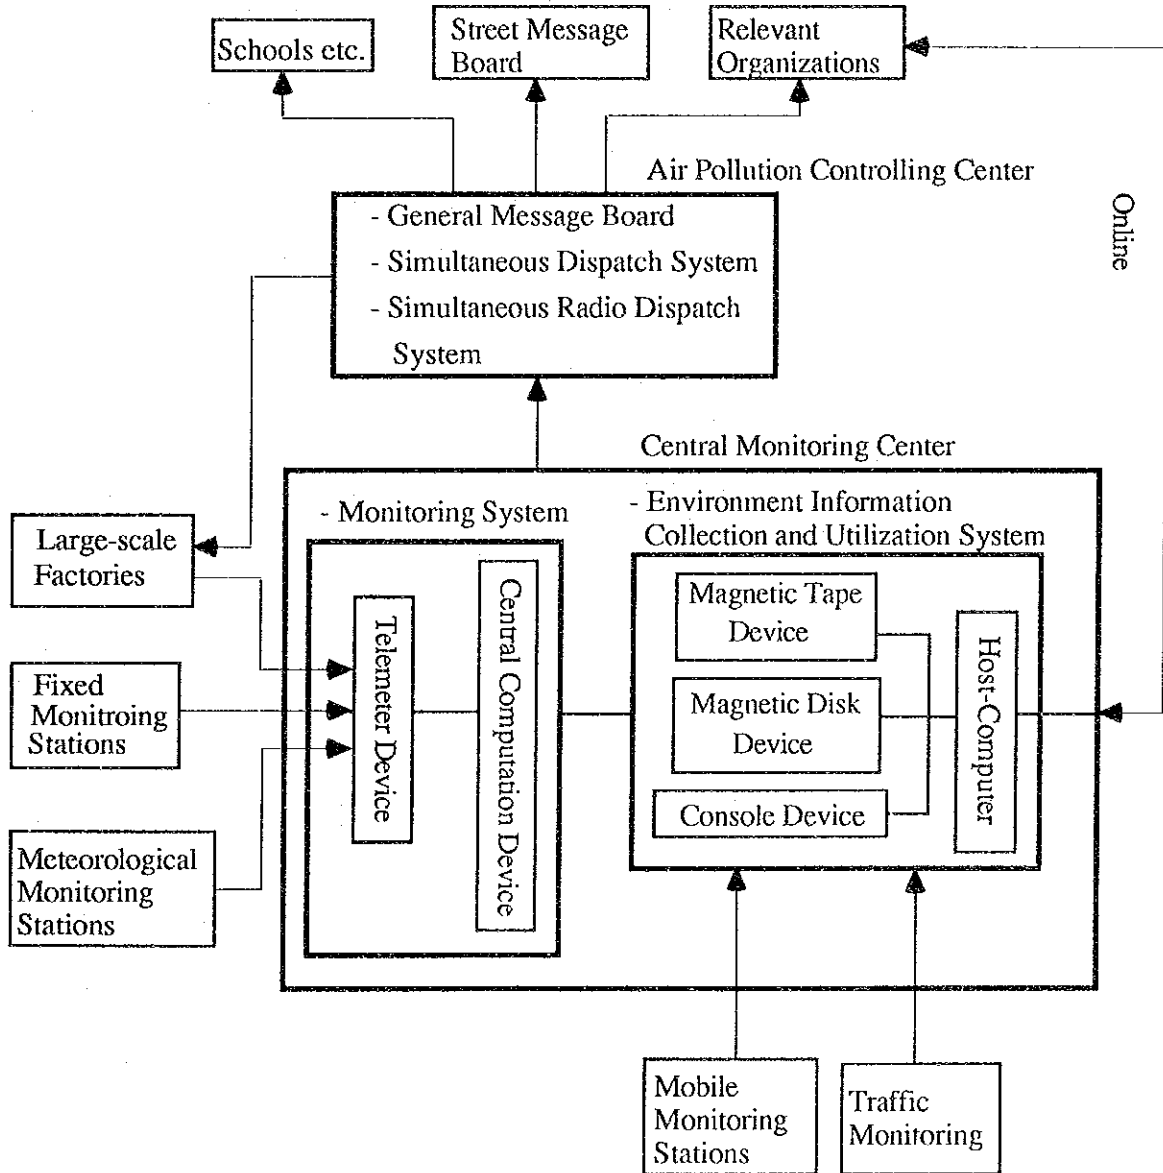 Schools etc.
Street Message
Board
Relevant
Organizations
Air Pollution Controlling Center
Online
- General Message Board
- Simultaneous Dispatch System
- Simultaneous Radio Dispatch
System
Central Monitoring Center
- Monitoring System
- Environment Information
Collection and Utilization System
Large-scale
Factories
Fixed
Monitroing
Stations
Meteorological
Monitoring
Stations
Telemeter Device
Central Computation Device
Magnetic Tape
Device
Magnetic Disk
Device
Console Device
Host-Computer
Mobile
Monitoring
Stations
Traffic
Monitoring